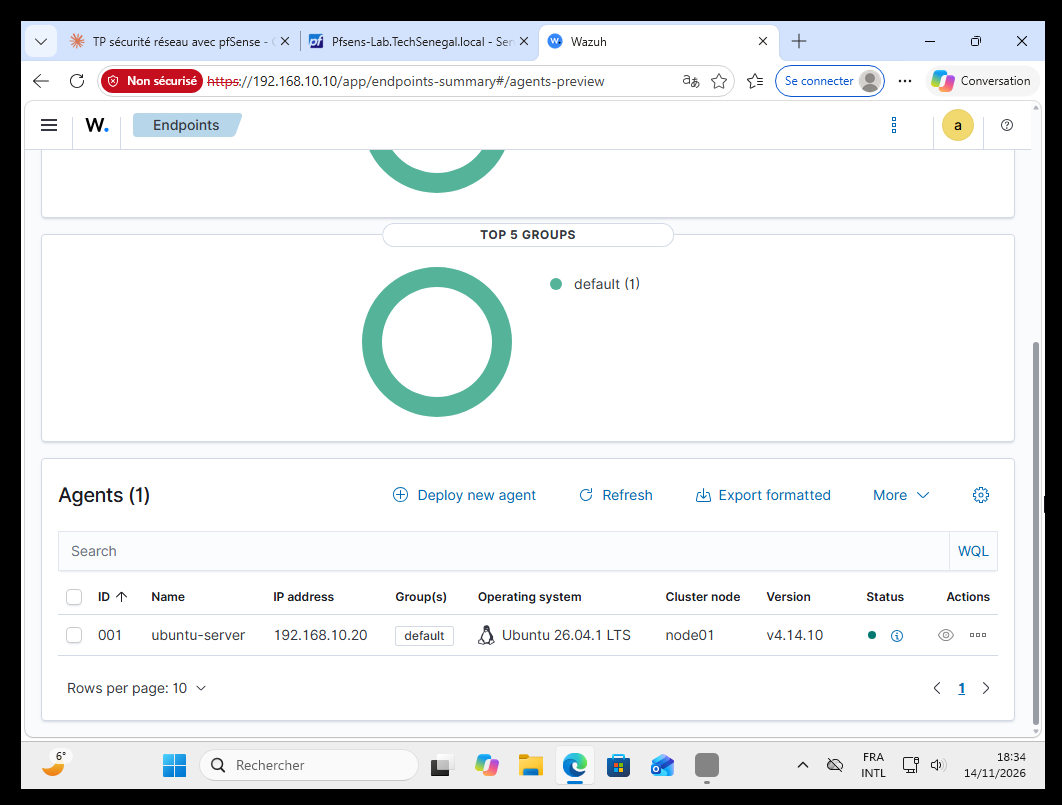 TP sécurité réseau avec pfSense - C
Pfsens-Lab.TechSenegal.local - Ser
Wazuh
Non sécurisé https://192.168.10.10/app/endpoints-summary#/agents-preview
Se connecter
Conversation
W.
Endpoints
a
TOP 5 GROUPS
default (1)
Agents (1)
Deploy new agent
Refresh
Export formatted
More
Search
WQL
ID Name IP address Group(s) Operating system Cluster node Version Status Actions
001 ubuntu-server 192.168.10.20 default Ubuntu 26.04.1 LTS node01 v4.14.10
Rows per page: 10
1
6°
Rechercher
FRA
INTL
18:34
14/11/2026